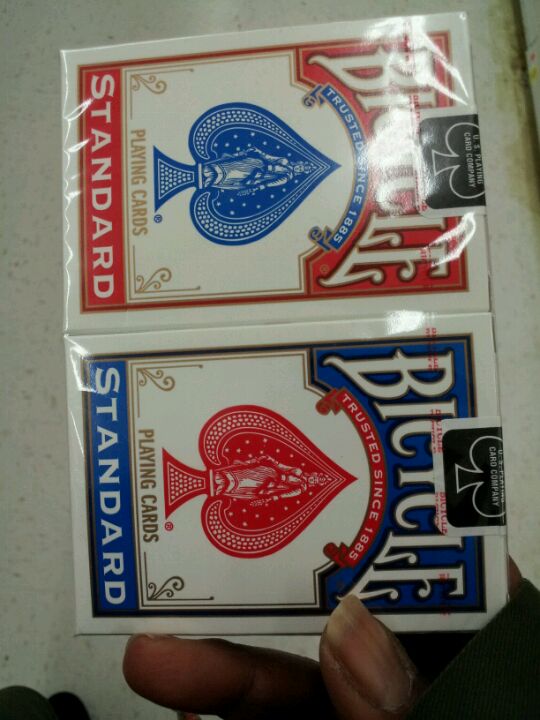 BICYCLE
®
TRUSTED SINCE 1885
®
PLAYING CARDS
STANDARD
U.S. PLAYING
CARD COMPANY
BICYCLE
TRUSTED SINCE 1885
®
PLAYING CARDS
STANDARD
U.S. PLAYING
CARD COMPANY
BICYCLE